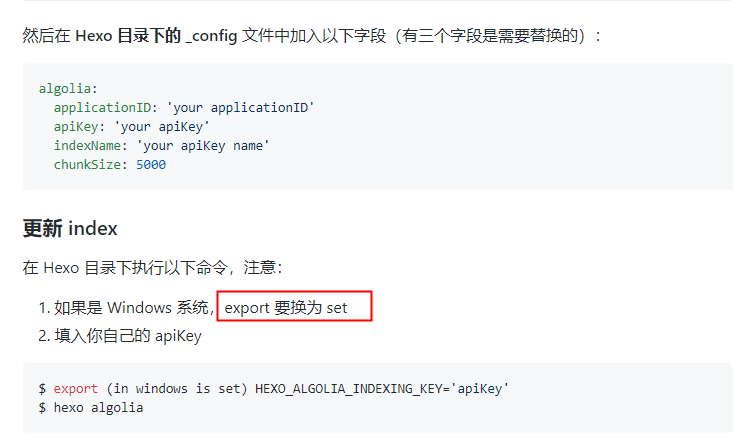 然后在 Hexo 目录下的 _config 文件中加入以下字段（有三个字段是需要替换的）：
algolia:
  applicationID: 'your applicationID'
  apiKey: 'your apiKey'
  indexName: 'your apiKey name'
  chunkSize: 5000
更新 index
在 Hexo 目录下执行以下命令，注意：
1. 如果是 Windows 系统，export 要换为 set
2. 填入你自己的 apiKey
$ export (in windows is set) HEXO_ALGOLIA_INDEXING_KEY='apiKey'
$ hexo algolia